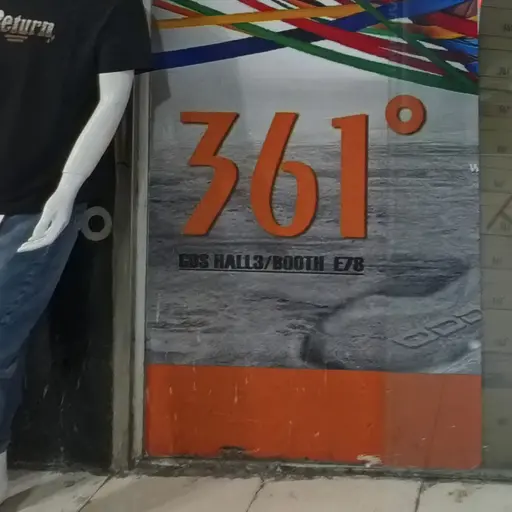 Return
361°
GDS HALL3/BOOTH E78